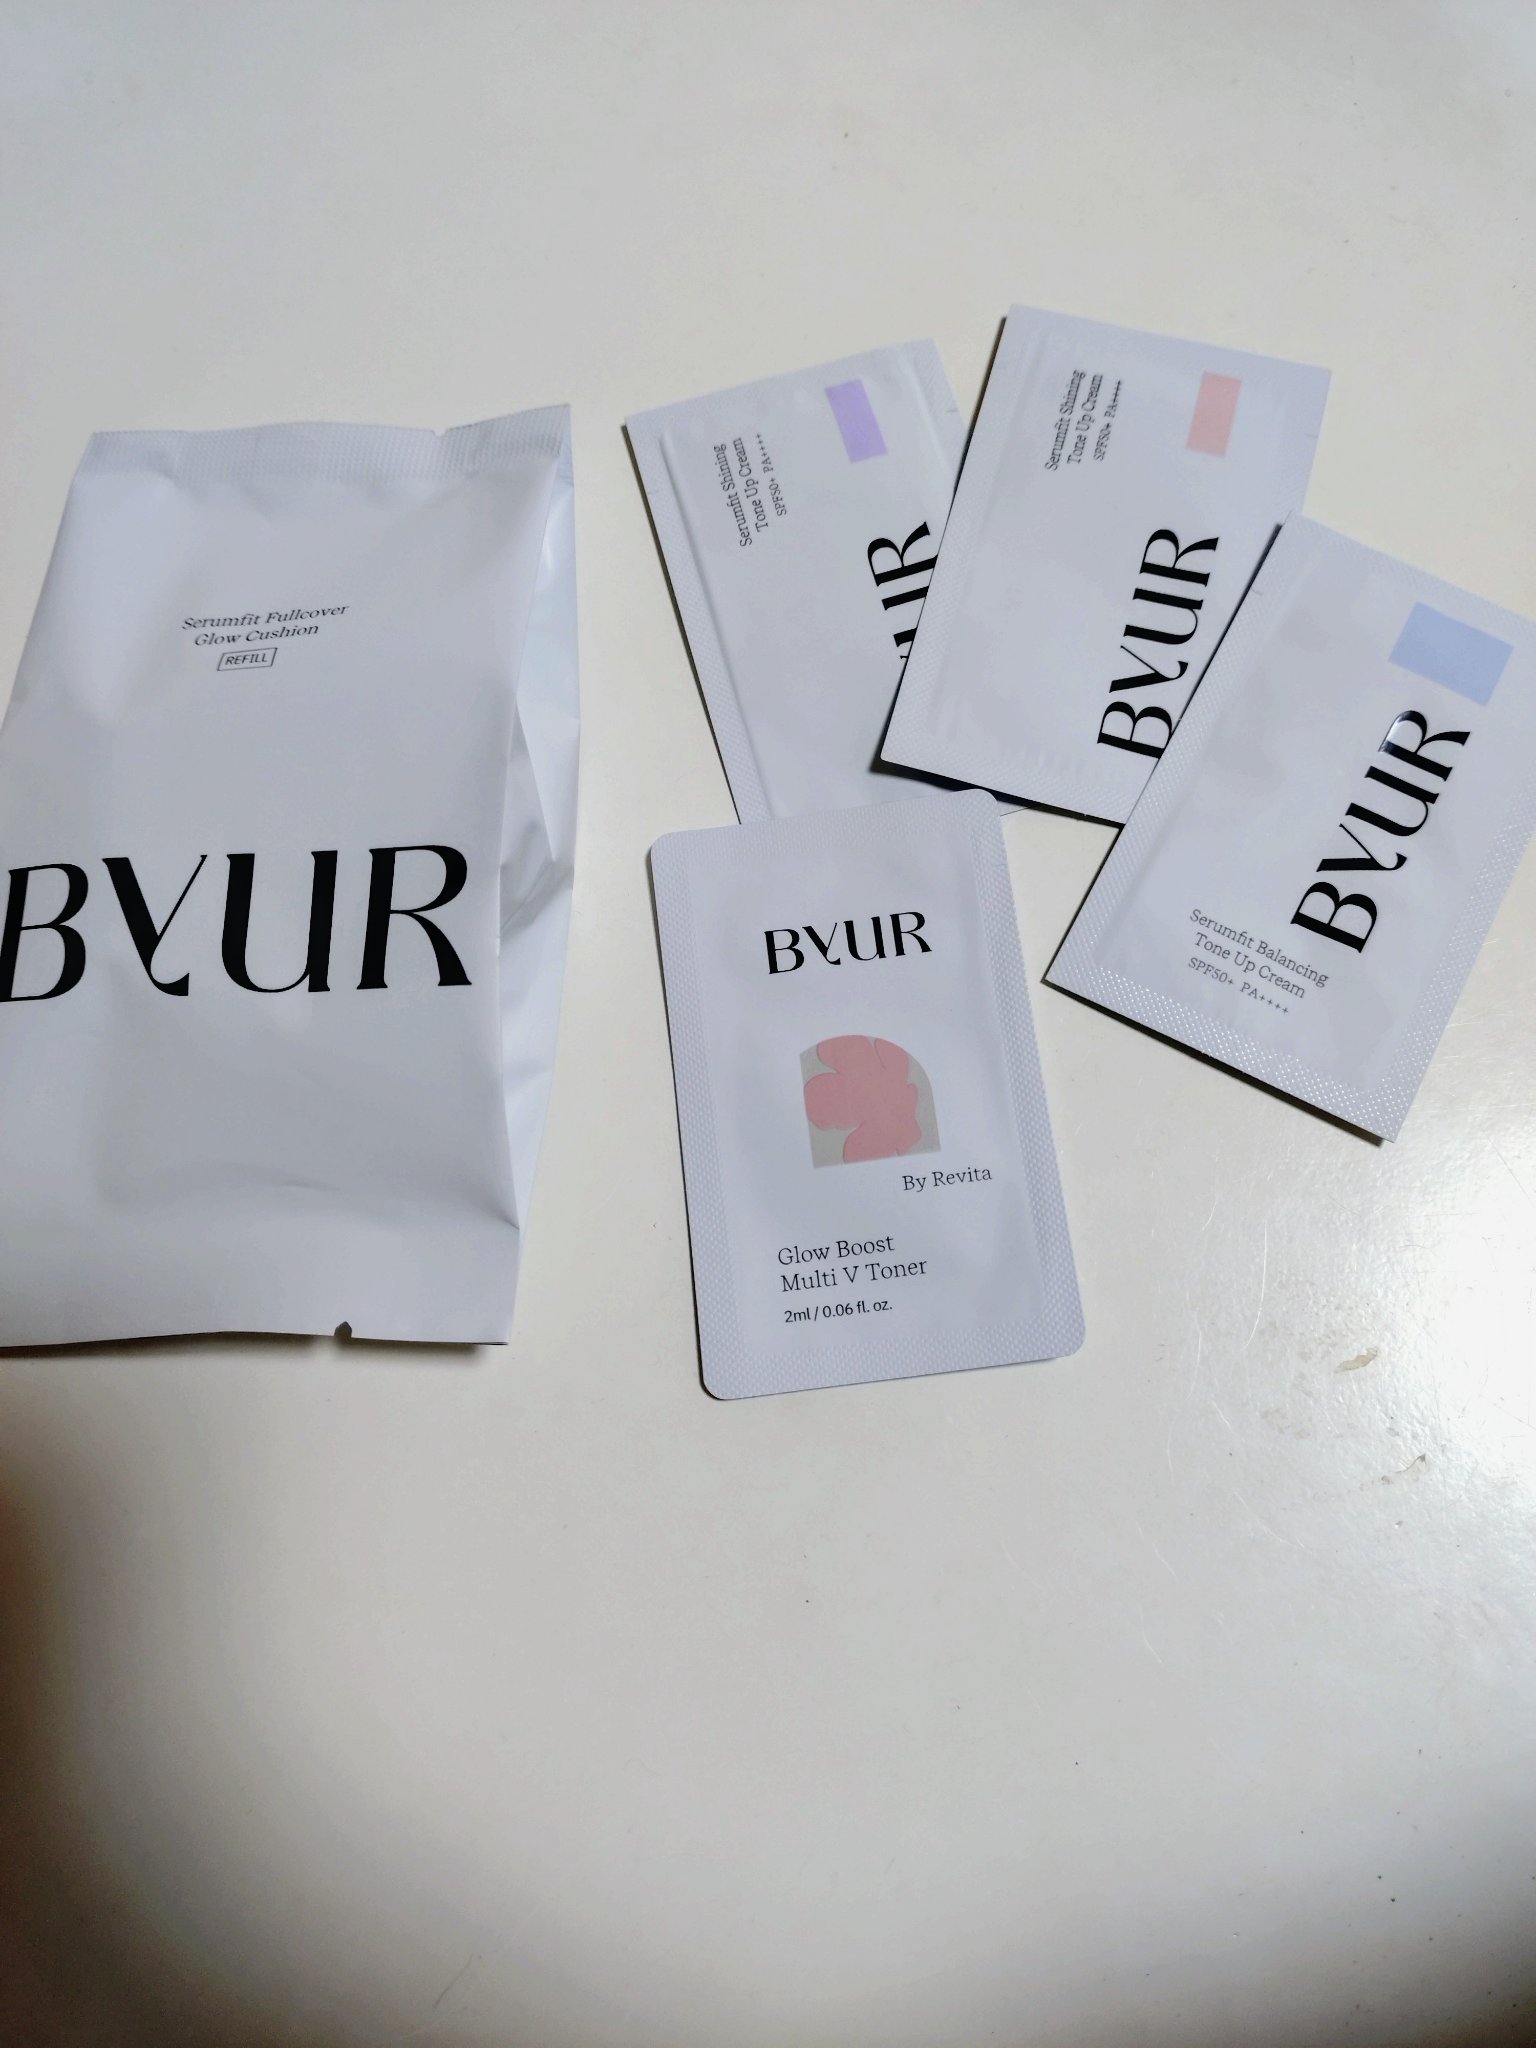 Serumfit Fullcover
Glow Cushion
REFILL
BYUR
Serumfit Shining
Tone Up Cream
SPF50+ PA++++
Serumfit Shining
Tone Up Cream
SPF50+ PA++++
BYUR
BYUR
Serumfit Balancing
Tone Up Cream
SPF50+ PA++++
BYUR
By Revita
Glow Boost
Multi V Toner
2ml / 0.06 fl. oz.